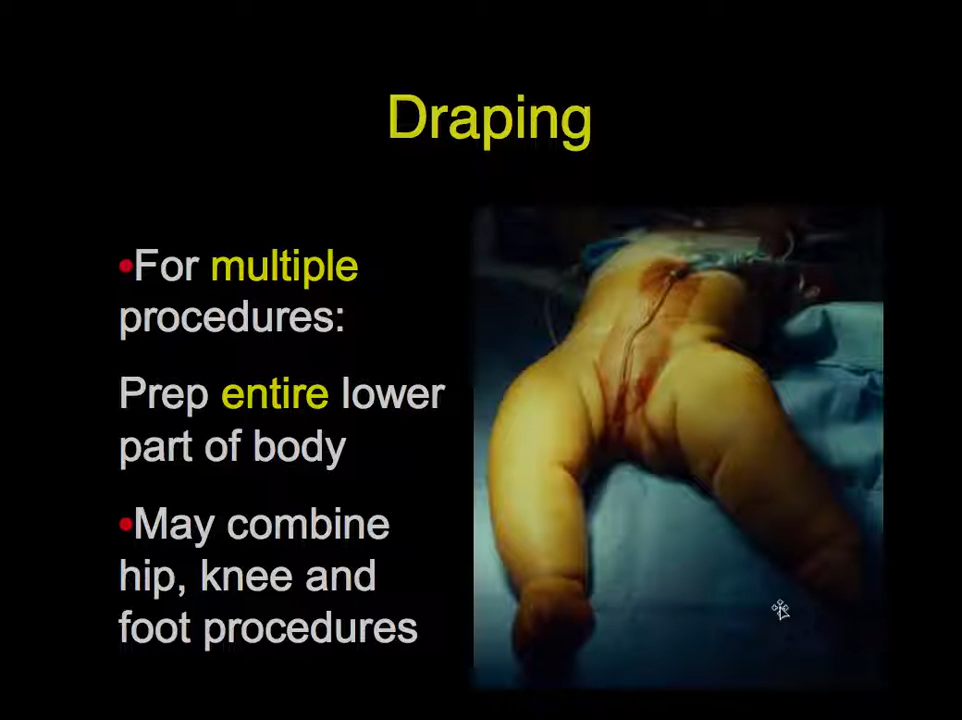 Draping
•For multiple
procedures:
Prep entire lower
part of body
•May combine
hip, knee and
foot procedures